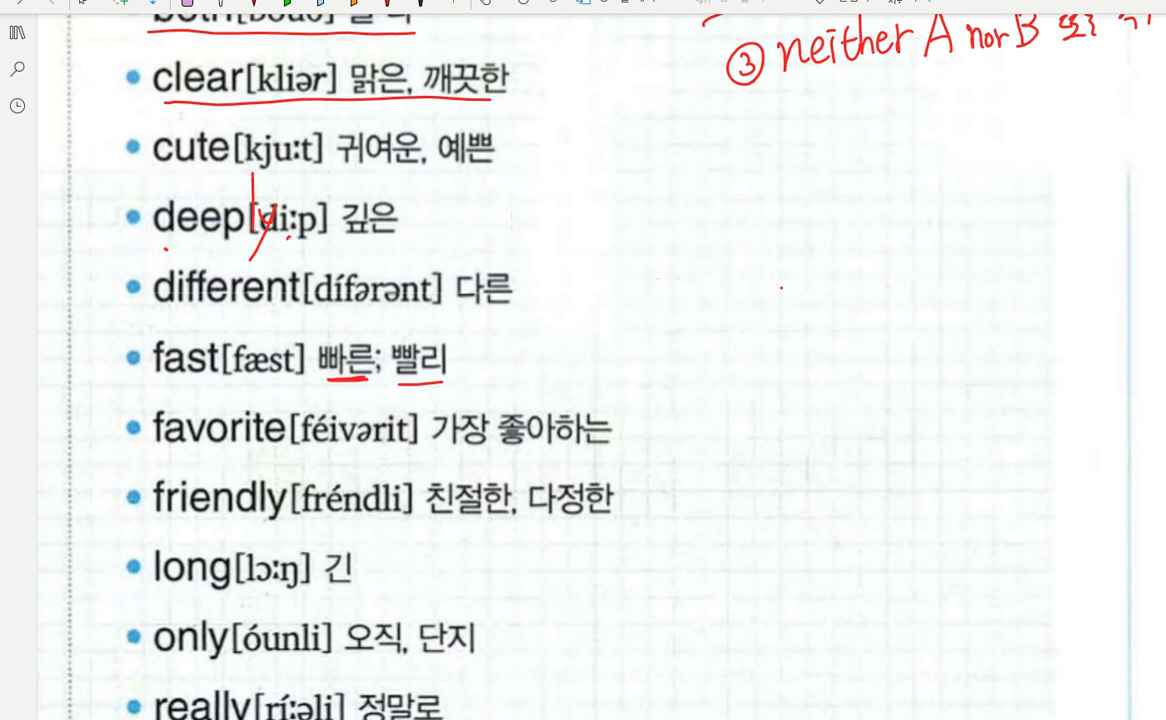 ③ neither A nor B 또는
• clear[kliər] 맑은, 깨끗한
• cute[kju:t] 귀여운, 예쁜
• deep[di:p] 깊은
y
• different[dífərənt] 다른
• fast[fæst] 빠른; 빨리
• favorite[féivərit] 가장 좋아하는
• friendly[fréndli] 친절한, 다정한
• long[lɔ:ŋ] 긴
• only[óunli] 오직, 단지
• really[rí:əli] 정말로